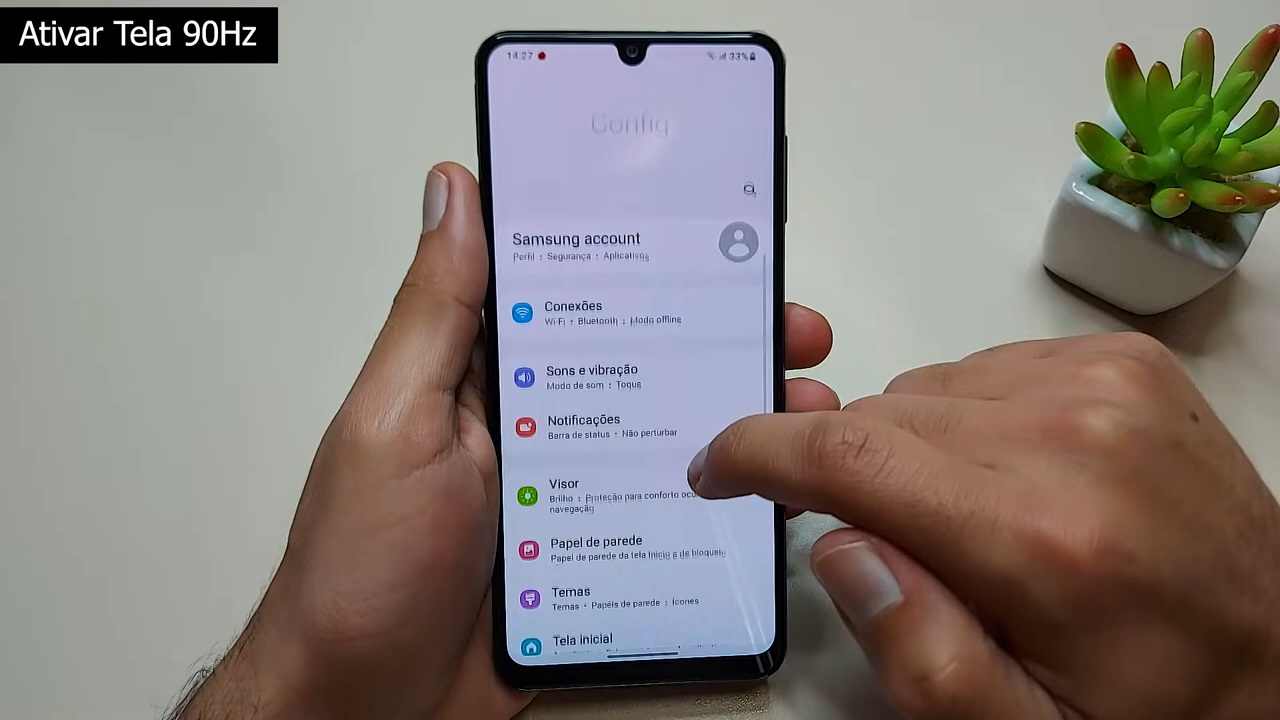 Ativar Tela 90Hz
14:27
33%
Config
Samsung account
Perfil : Segurança : Aplicativos
Conexões
Wi-Fi : Bluetooth : Modo offline
Sons e vibração
Modo de som : Toque
Notificações
Barra de status : Não perturbar
Visor
Brilho : Proteção para conforto
navegação
Papel de parede
Papel de parede da tela Inicio e de bloqueio
Temas
Temas • Papéis de parede : Ícones
Tela inicial